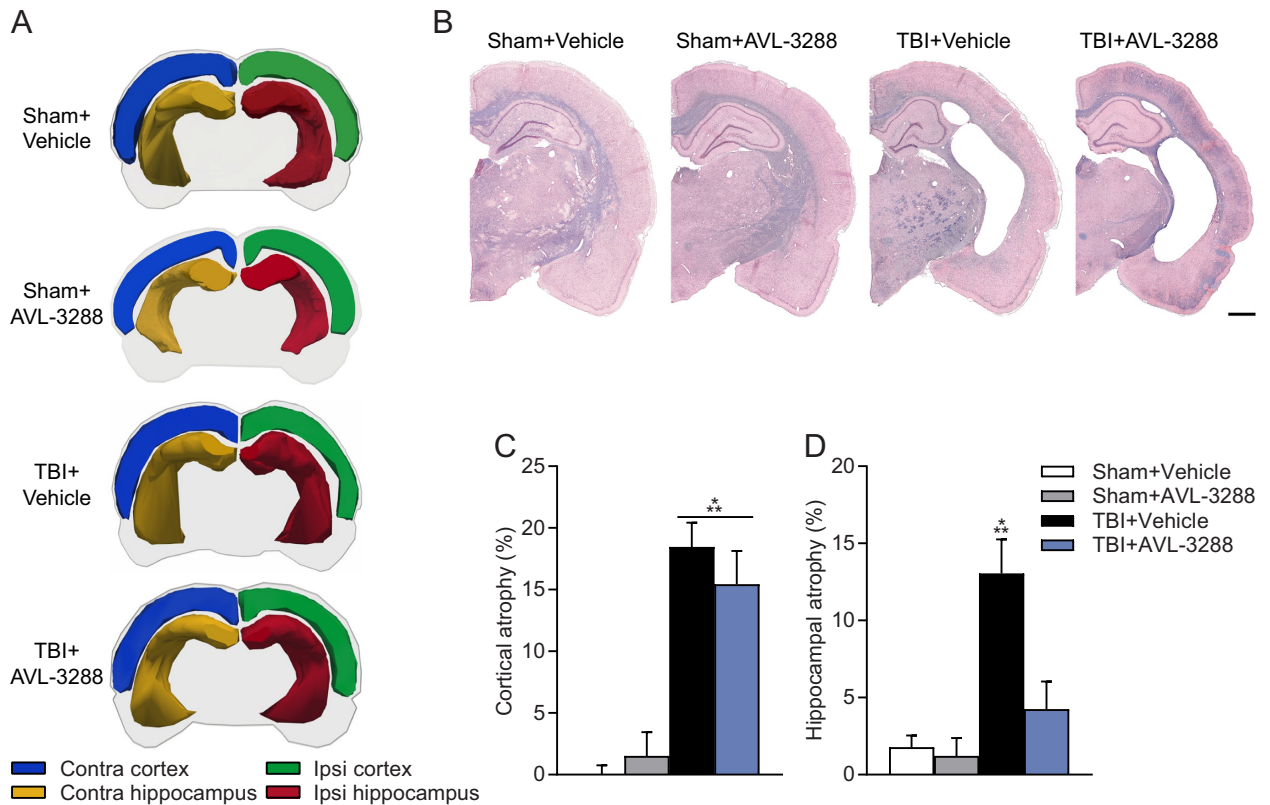 A
Sham+
Vehicle
Sham+
AVL-3288
TBI+
Vehicle
TBI+
AVL-3288
Contra cortex
Ipsi cortex
Contra hippocampus
Ipsi hippocampus
B
Sham+Vehicle
Sham+AVL-3288
TBI+Vehicle
TBI+AVL-3288
C
Cortical atrophy (%)
25
20
15
10
5
0
*
**
D
Hippocampal atrophy (%)
20
15
10
5
0
*
**
Sham+Vehicle
Sham+AVL-3288
TBI+Vehicle
TBI+AVL-3288